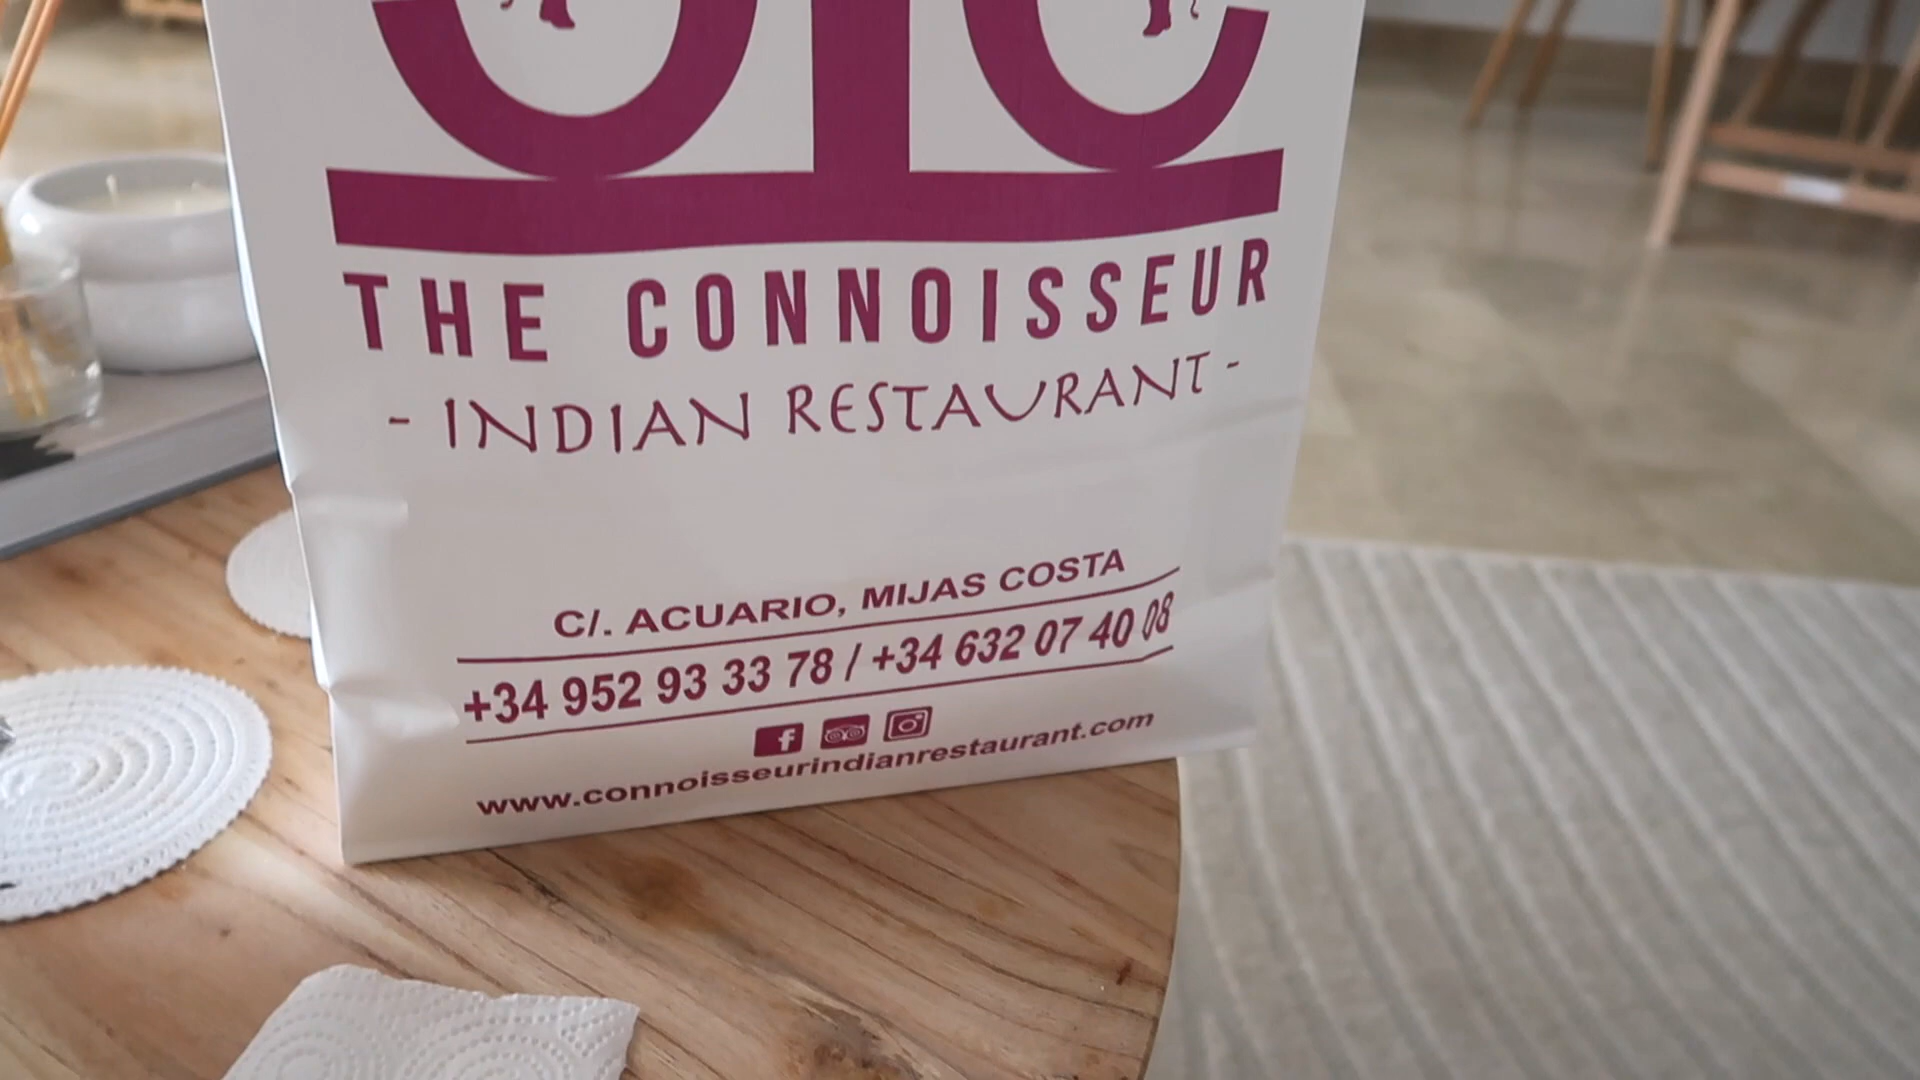 THE CONNOISSEUR
- INDIAN RESTAURANT -
C/. ACUARIO, MIJAS COSTA
+34 952 93 33 78 / +34 632 07 40 08
www.connoisseurindianrestaurant.com